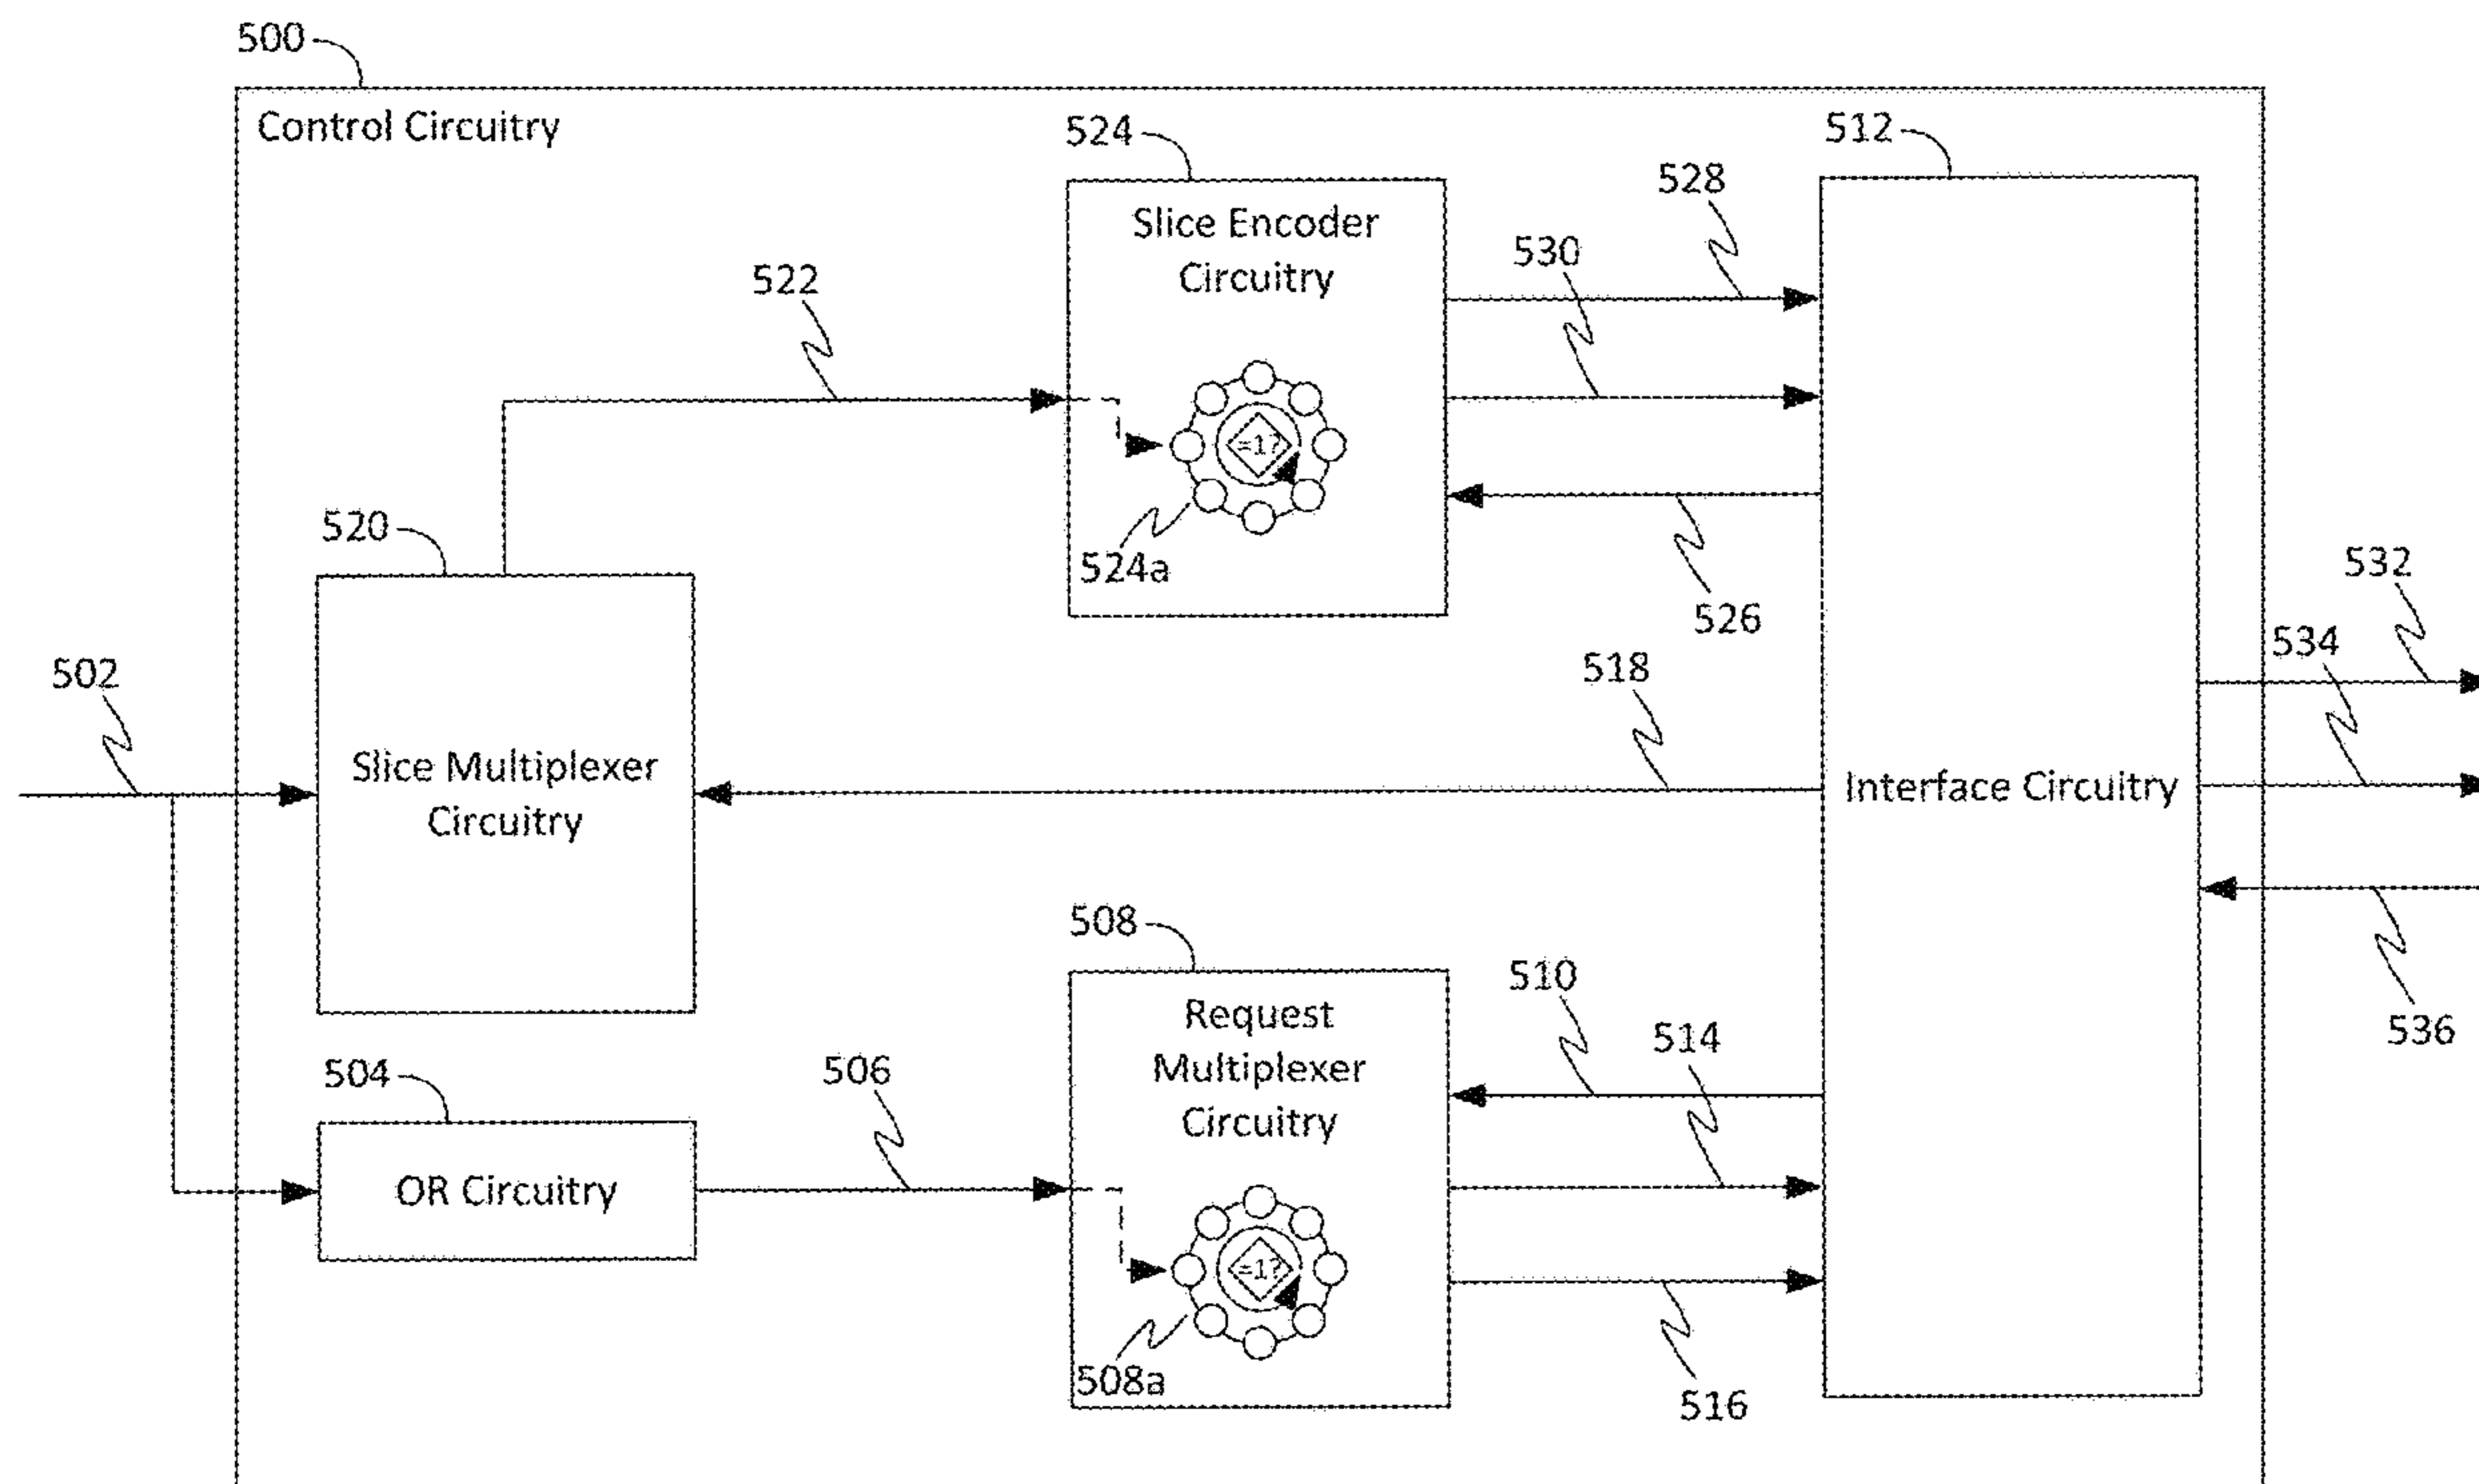 500
Control Circuitry
524
512
528
Slice Encoder
Circuitry
530
522
=1?
520
524a
532
526
534
518
502
Slice Multiplexer
Circuitry
Interface Circuitry
508
510
Request
Multiplexer
Circuitry
514
536
504
506
OR Circuitry
=1?
508a
516